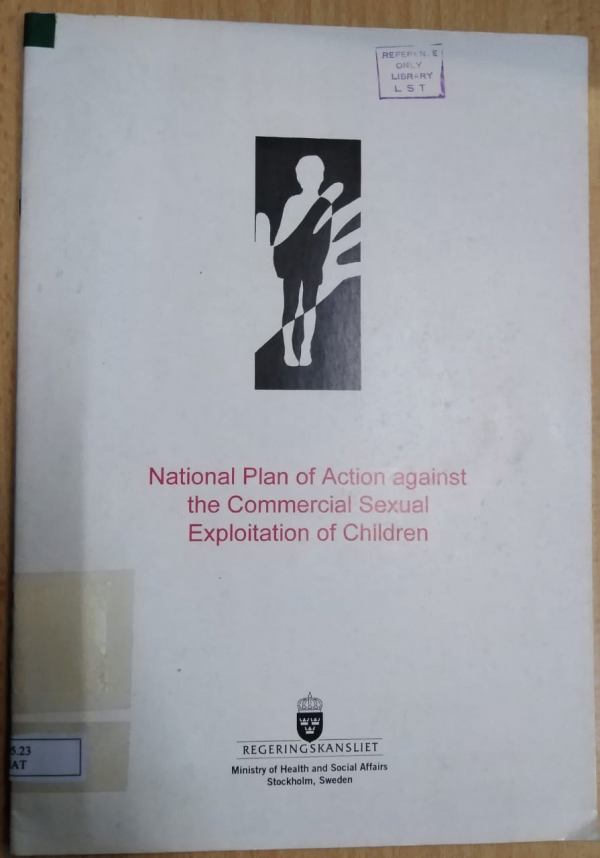 REFERENCE
ONLY
LIBRARY
L S T
National Plan of Action against
the Commercial Sexual
Exploitation of Children
REGERINGSKANSLIET
Ministry of Health and Social Affairs
Stockholm, Sweden
5.23
IAT